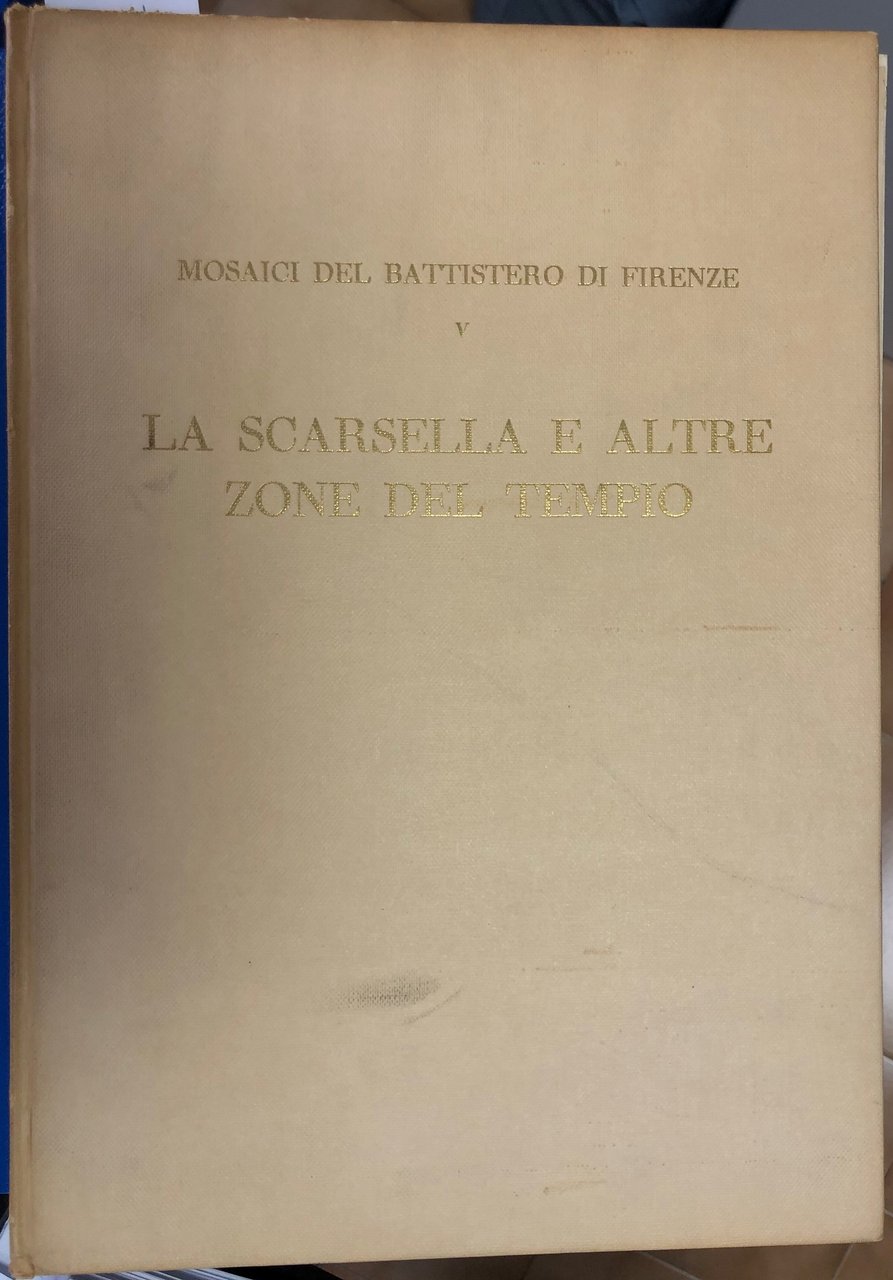 MOSAICI DEL BATTISTERO DI FIRENZE
V
LA SCARSELLA E ALTRE
ZONE DEL TEMPIO